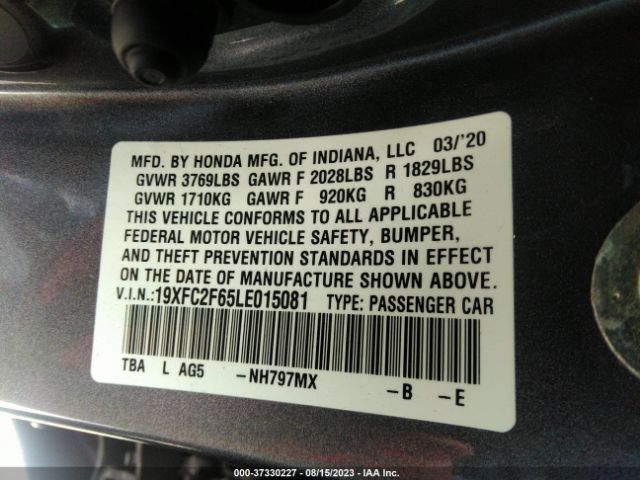 MFD. BY HONDA MFG. OF INDIANA, LLC 03/'20
GVWR 3769LBS GAWR F 2028LBS R 1829LBS
GVWR 1710KG GAWR F 920KG R 830KG
THIS VEHICLE CONFORMS TO ALL APPLICABLE
FEDERAL MOTOR VEHICLE SAFETY, BUMPER,
AND THEFT PREVENTION STANDARDS IN EFFECT
ON THE DATE OF MANUFACTURE SHOWN ABOVE.
V.I.N.:19XFC2F65LE015081 TYPE: PASSENGER CAR
TBA L AG5 -NH797MX -B -E
000-37330227 - 08/15/2023 - IAA Inc.